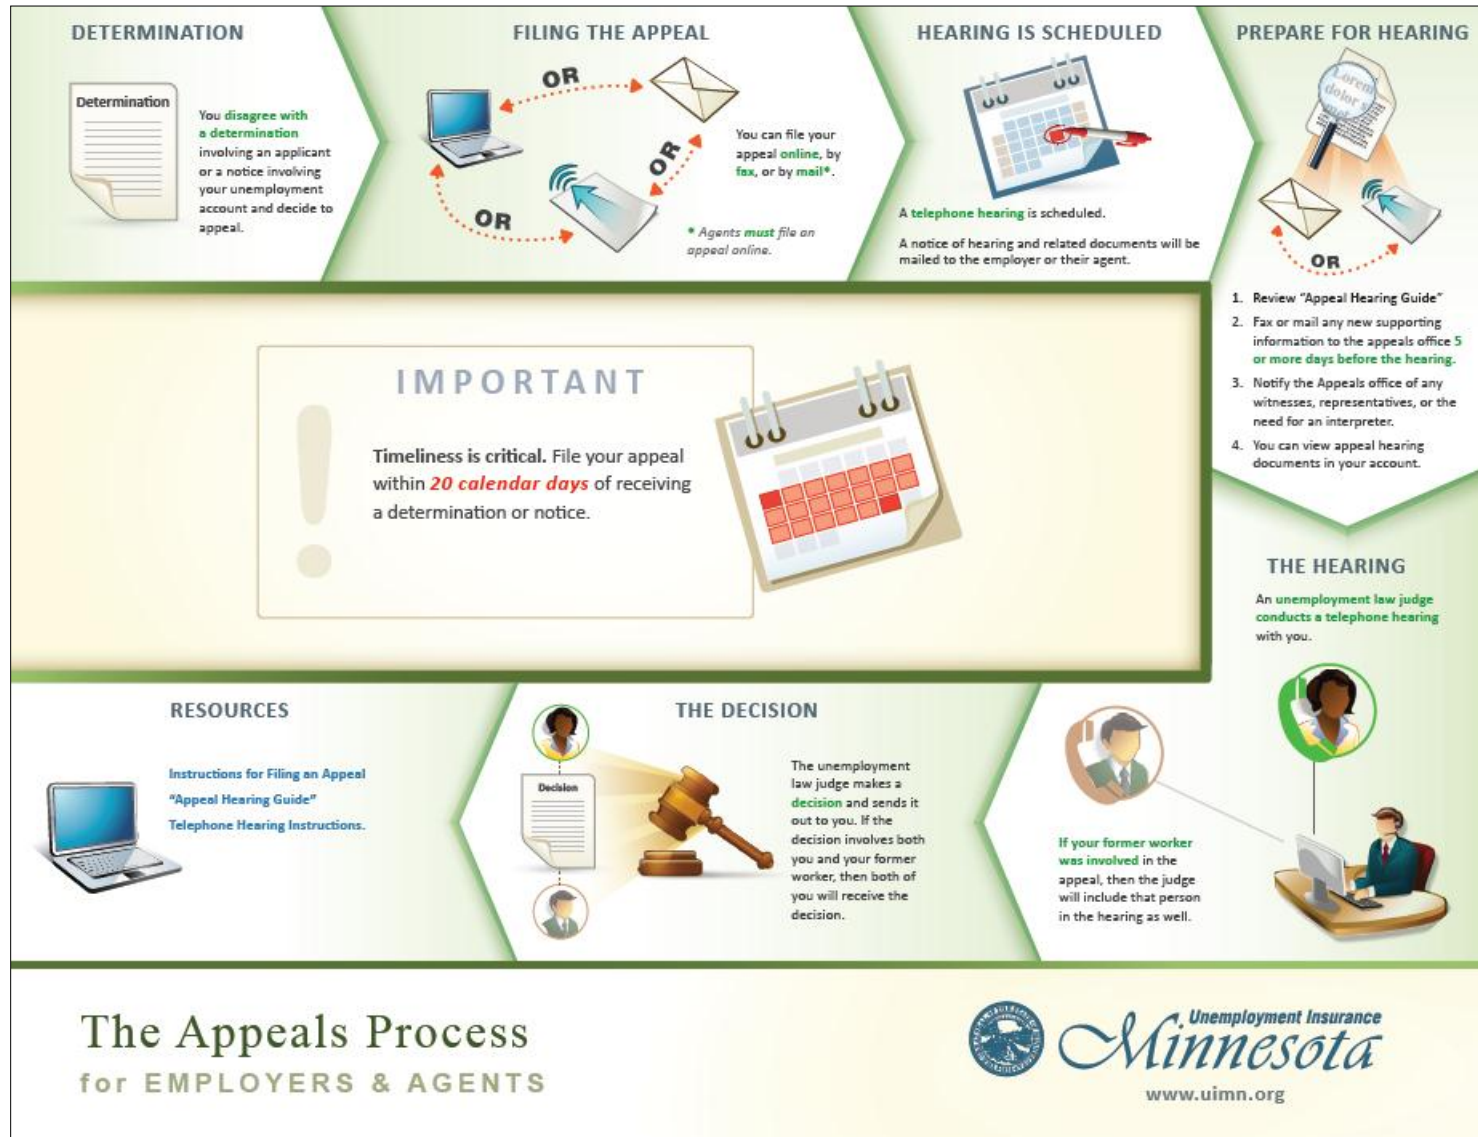 DETERMINATION
Determination
You disagree with
a determination
involving an applicant
or a notice involving
your unemployment
account and decide to
appeal.
FILING THE APPEAL
OR
OR
OR
You can file your
appeal online, by
fax, or by mail*.
* Agents must file an
appeal online.
HEARING IS SCHEDULED
A telephone hearing is scheduled.
A notice of hearing and related documents will be
mailed to the employer or their agent.
PREPARE FOR HEARING
Lorem
dolor s
met
OR
1. Review "Appeal Hearing Guide"
2. Fax or mail any new supporting
information to the appeals office 5
or more days before the hearing.
3. Notify the Appeals office of any
witnesses, representatives, or the
need for an interpreter.
4. You can view appeal hearing
documents in your account.
IMPORTANT
Timeliness is critical. File your appeal
within 20 calendar days of receiving
a determination or notice.
THE HEARING
An unemployment law judge
conducts a telephone hearing
with you.
If your former worker
was involved in the
appeal, then the judge
will include that person
in the hearing as well.
THE DECISION
Decision
The unemployment
law judge makes a
decision and sends it
out to you. If the
decision involves both
you and your former
worker, then both of
you will receive the
decision.
RESOURCES
Instructions for Filing an Appeal
"Appeal Hearing Guide"
Telephone Hearing Instructions.
The Appeals Process
for EMPLOYERS & AGENTS
Unemployment Insurance
Minnesota
www.uimn.org